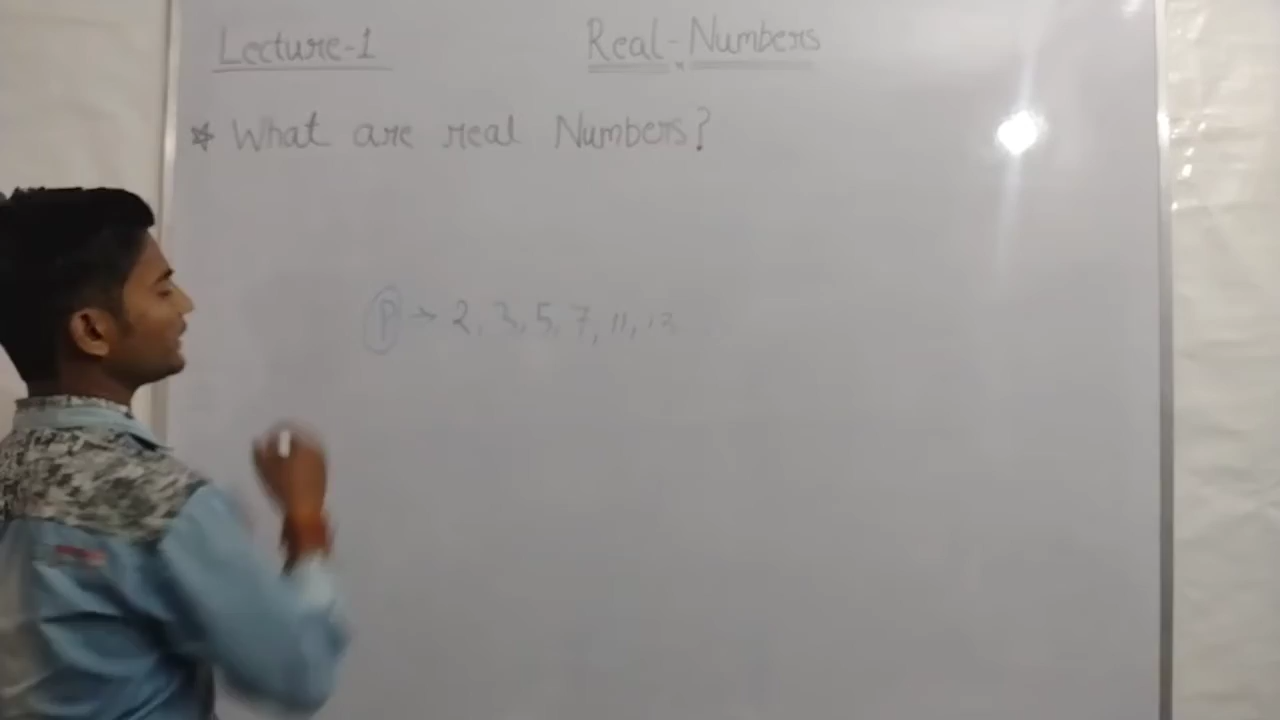 Lecture-1
Real-Numbers
* What are real Numbers?
P → 2, 3, 5, 7, 11, 13